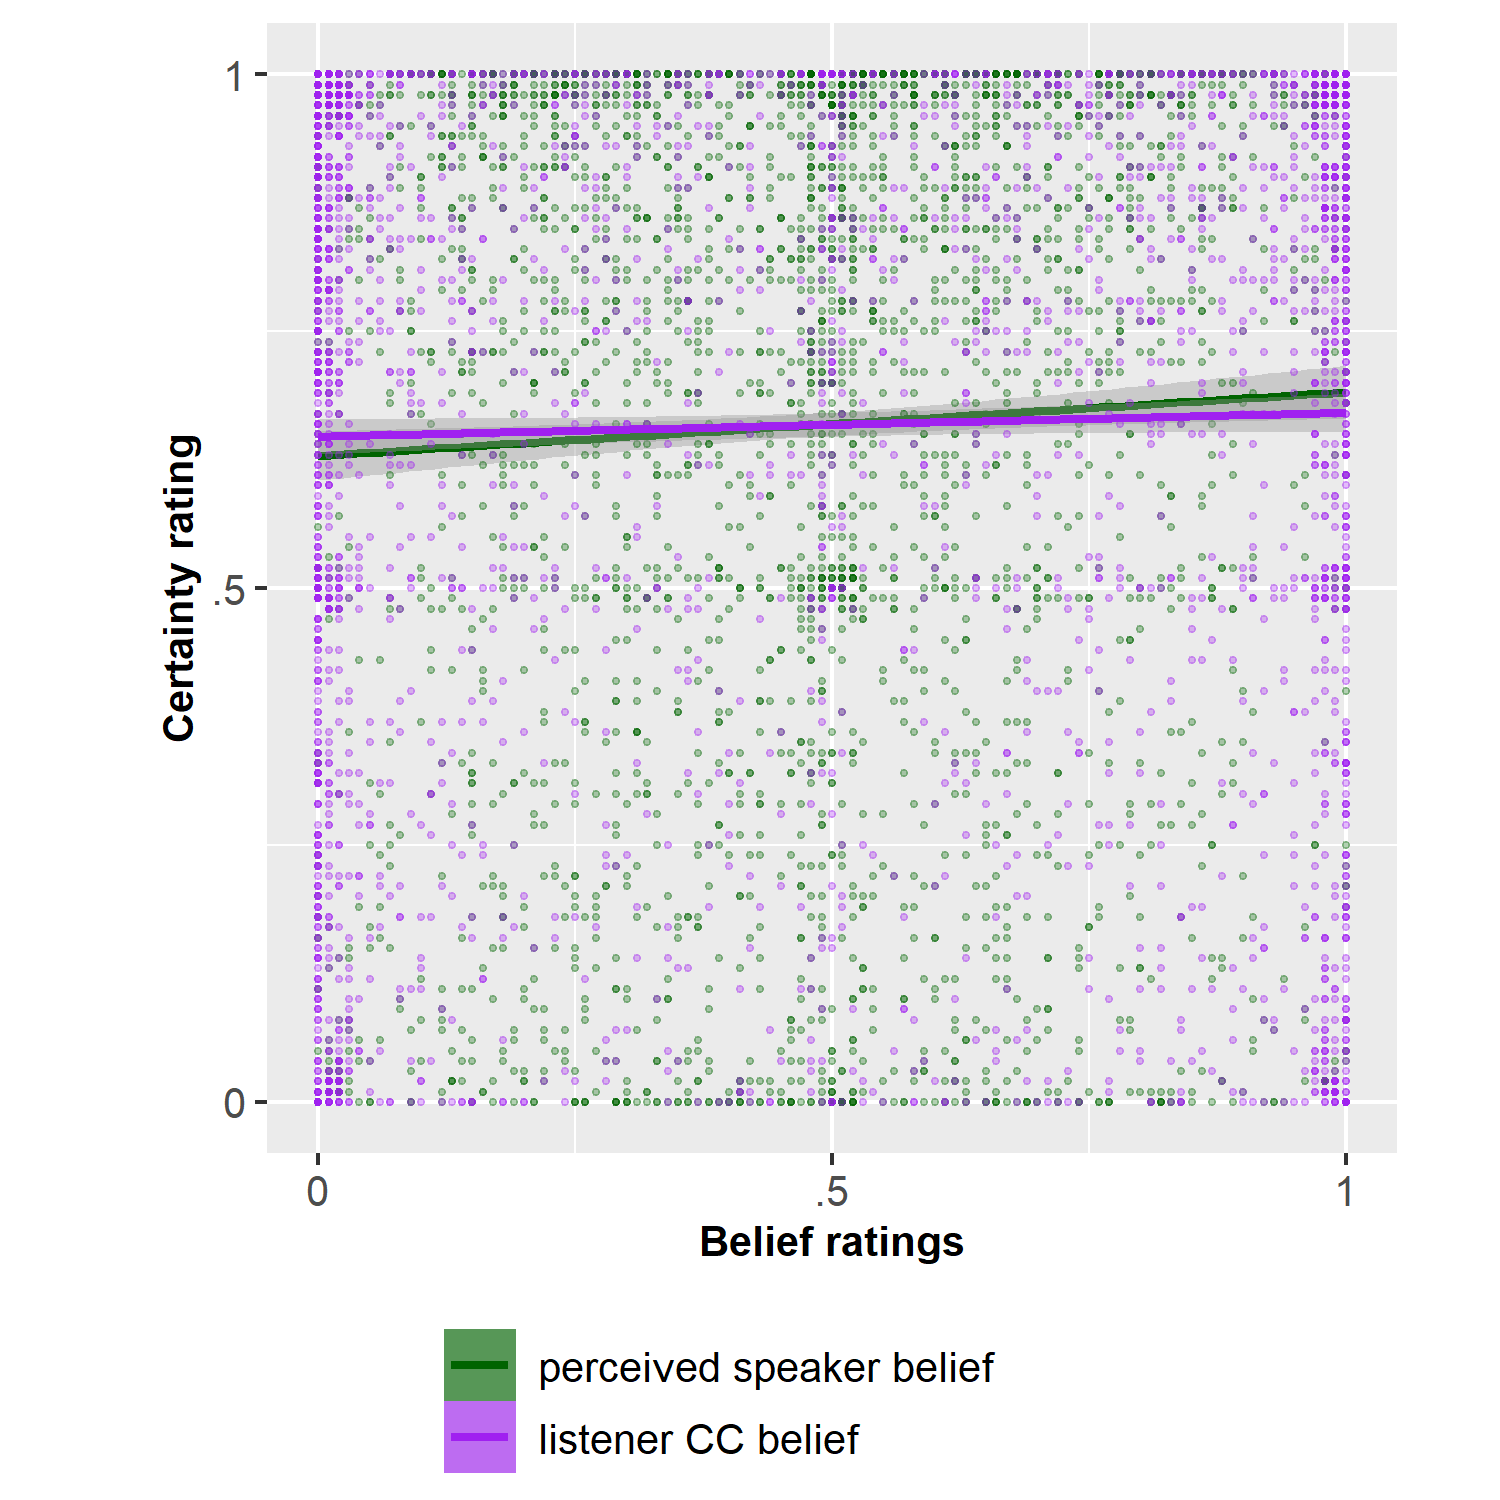 1
.5
0
Certainty rating
0
.5
1
Belief ratings
perceived speaker belief
listener CC belief